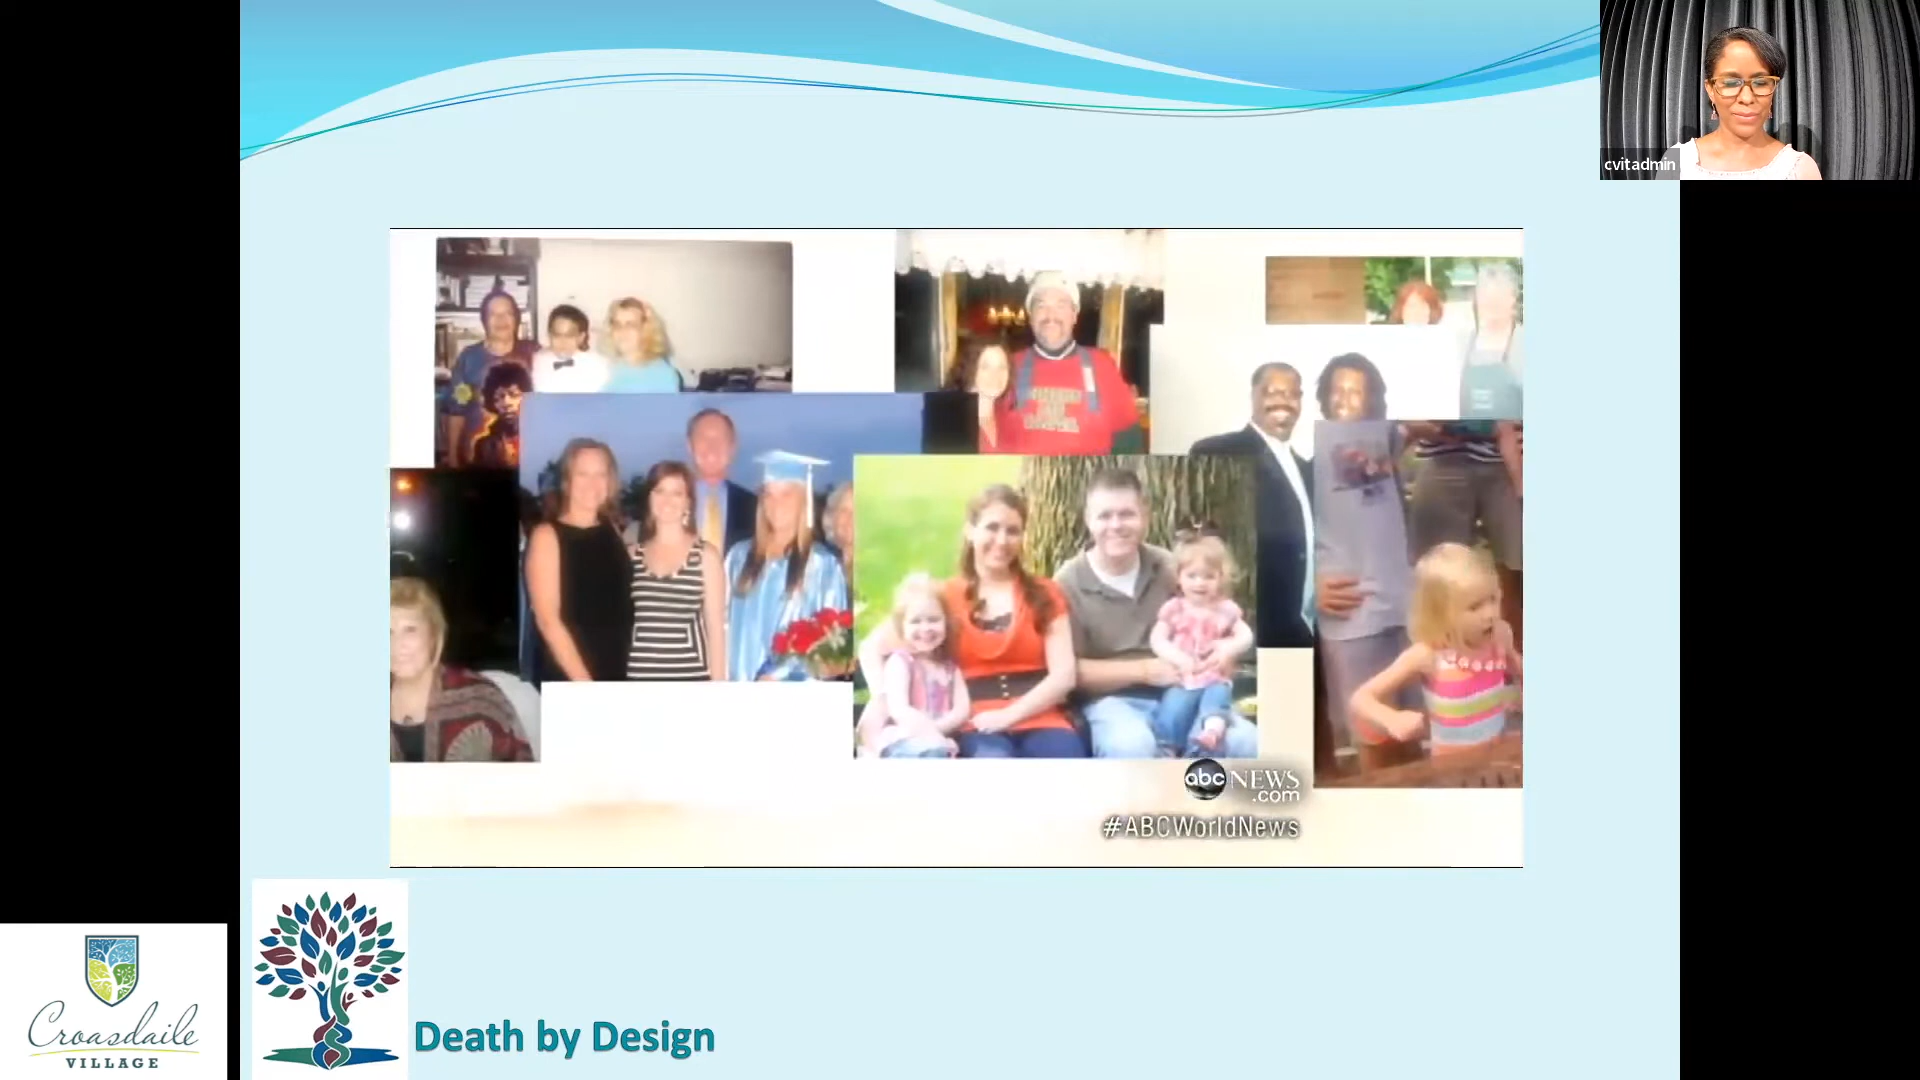 cvitadmin
abc NEWS
.com
#ABCWorldNews
Croasdaile
VILLAGE
Death by Design